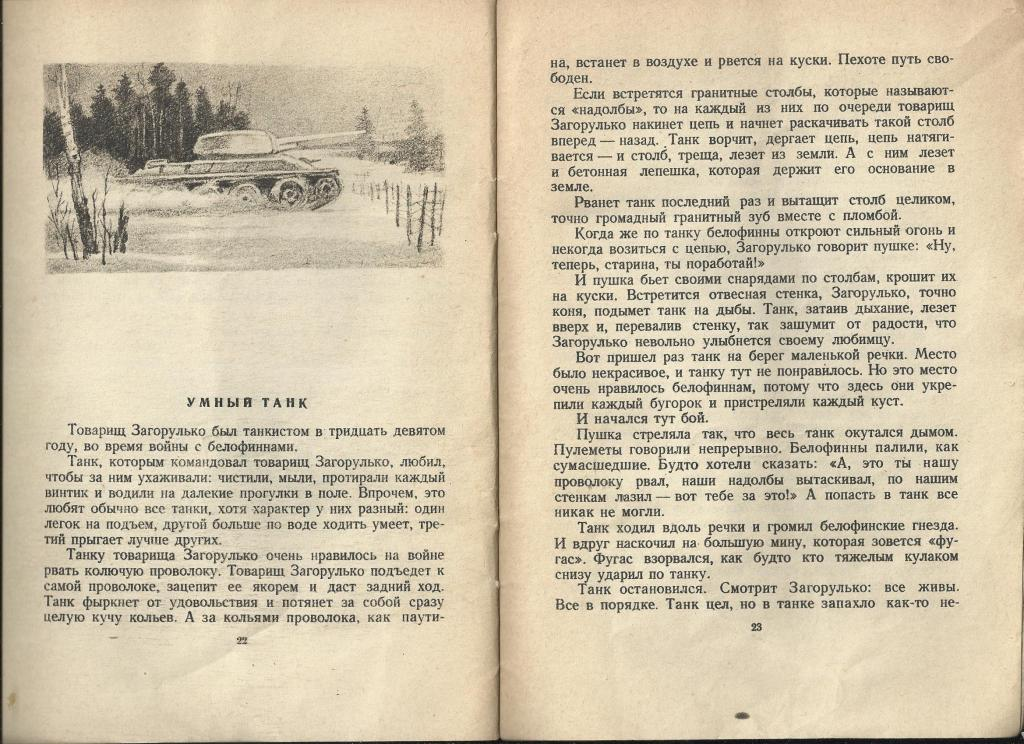 УМНЫЙ ТАНК
Товарищ Загорулько был танкистом в тридцать девятом
году, во время войны с белофиннами.
Танк, которым командовал товарищ Загорулько, любил,
чтобы за ним ухаживали: чистили, мыли, протирали каждый
винтик и водили на далекие прогулки в поле. Впрочем, это
любят обычно все танки, хотя характер у них разный: один
легок на подъем, другой больше по воде ходить умеет, тре-
тий прыгает лучше других.
Танку товарища Загорулько очень нравилось на войне
рвать колючую проволоку. Товарищ Загорулько подъедет к
самой проволоке, зацепит ее якорем и даст задний ход.
Танк фыркнет от удовольствия и потянет за собой сразу
целую кучу кольев. А за кольями проволока, как паути-
22
на, встанет в воздухе и рвется на куски. Пехоте путь сво-
боден.
Если встретятся гранитные столбы, которые называют-
ся «надолбы», то на каждый из них по очереди товарищ
Загорулько накинет цепь и начнет раскачивать такой столб
вперед — назад. Танк ворчит, дергает цепь, цепь натяги-
вается — и столб, треща, лезет из земли. А с ним лезет
и бетонная лепешка, которая держит его основание в
земле.
Рванет танк последний раз и вытащит столб целиком,
точно громадный гранитный зуб вместе с пломбой.
Когда же по танку белофинны откроют сильный огонь и
некогда возиться с цепью, Загорулько говорит пушке: «Ну,
теперь, старина, ты поработай!»
И пушка бьет своими снарядами по столбам, крошит их
на куски. Встретится отвесная стенка, Загорулько, точно
коня, подымет танк на дыбы. Танк, затаив дыхание, лезет
вверх и, перевалив стенку, так зашумит от радости, что
Загорулько невольно улыбнется своему любимцу.
Вот пришел раз танк на берег маленькой речки. Место
было некрасивое, и танку тут не понравилось. Но это место
очень нравилось белофиннам, потому что здесь они укре-
пили каждый бугорок и пристреляли каждый куст.
И начался тут бой.
Пушка стреляла так, что весь танк окутался дымом.
Пулеметы говорили непрерывно. Белофинны палили, как
сумасшедшие. Будто хотели сказать: «А, это ты нашу
проволоку рвал, наши надолбы вытаскивал, по нашим
стенкам лазил — вот тебе за это!» А попасть в танк все
никак не могли.
Танк ходил вдоль речки и громил белофинские гнезда.
И вдруг наскочил на большую мину, которая зовется «фу-
гас». Фугас взорвался, как будто кто тяжелым кулаком
снизу ударил по танку.
Танк остановился. Смотрит Загорулько: все живы.
Все в порядке. Танк цел, но в танке запахло как-то не-
23